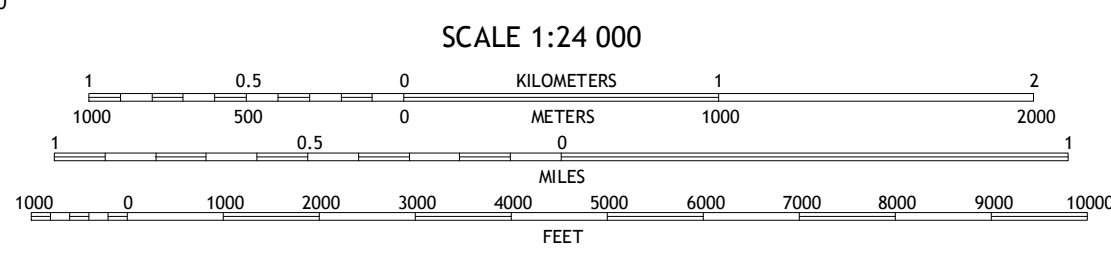 SCALE 1:24 000
1 0.5 0 KILOMETERS 1 2
1000 500 0 METERS 1000 2000
1 0.5 0 1
MILES
1000 0 1000 2000 3000 4000 5000 6000 7000 8000 9000 10000
FEET